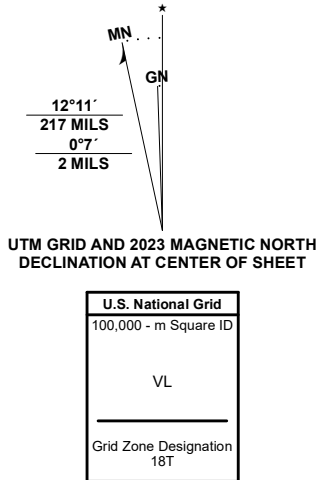 ★
MN
GN
12°11´
217 MILS
0°7´
2 MILS
UTM GRID AND 2023 MAGNETIC NORTH
DECLINATION AT CENTER OF SHEET
U.S. National Grid
100,000 - m Square ID
VL
Grid Zone Designation
18T